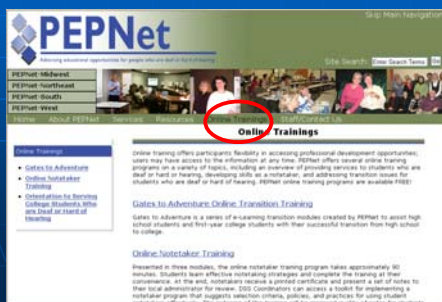 Skip Main Navigation
PEPNet
Advancing educational opportunities for people who are deaf or hard of hearing
Site Search: Enter Search Terms Go
PEPNet-Midwest
PEPNet-Northeast
PEPNet-South
PEPNet-West
Home About PEPNet Services Resources Online Trainings Staff/Contact Us
Online Trainings
Online Trainings
Gates to Adventure
Online Notetaker
Training
Orientation to Serving
College Students Who
are Deaf or Hard of
Hearing
Online training offers participants flexibility in accessing professional development opportunities;
users may have access to the information at any time. PEPNet offers several online training
programs on a variety of topics, including an overview of providing services to students who are
deaf or hard of hearing, developing skills as a notetaker, and addressing transition issues for
students who are deaf or hard of hearing. PEPNet online training programs are available FREE!
Gates to Adventure Online Transition Training
Gates to Adventure is a series of e-Learning transition modules created by PEPNet to assist high
school students and first-year college students with their successful transition from high school
to college.
Online Notetaker Training
Presented in three modules, the online notetaker training program takes approximately 90
minutes. Students learn effective notetaking strategies and complete the training at their
convenience. At the end, notetakers receive a printed certificate and present a set of notes to
their local administrator for review. DSS Coordinators can access a toolkit for implementing a
notetaker program that suggests selection criteria, policies, and practices for using student